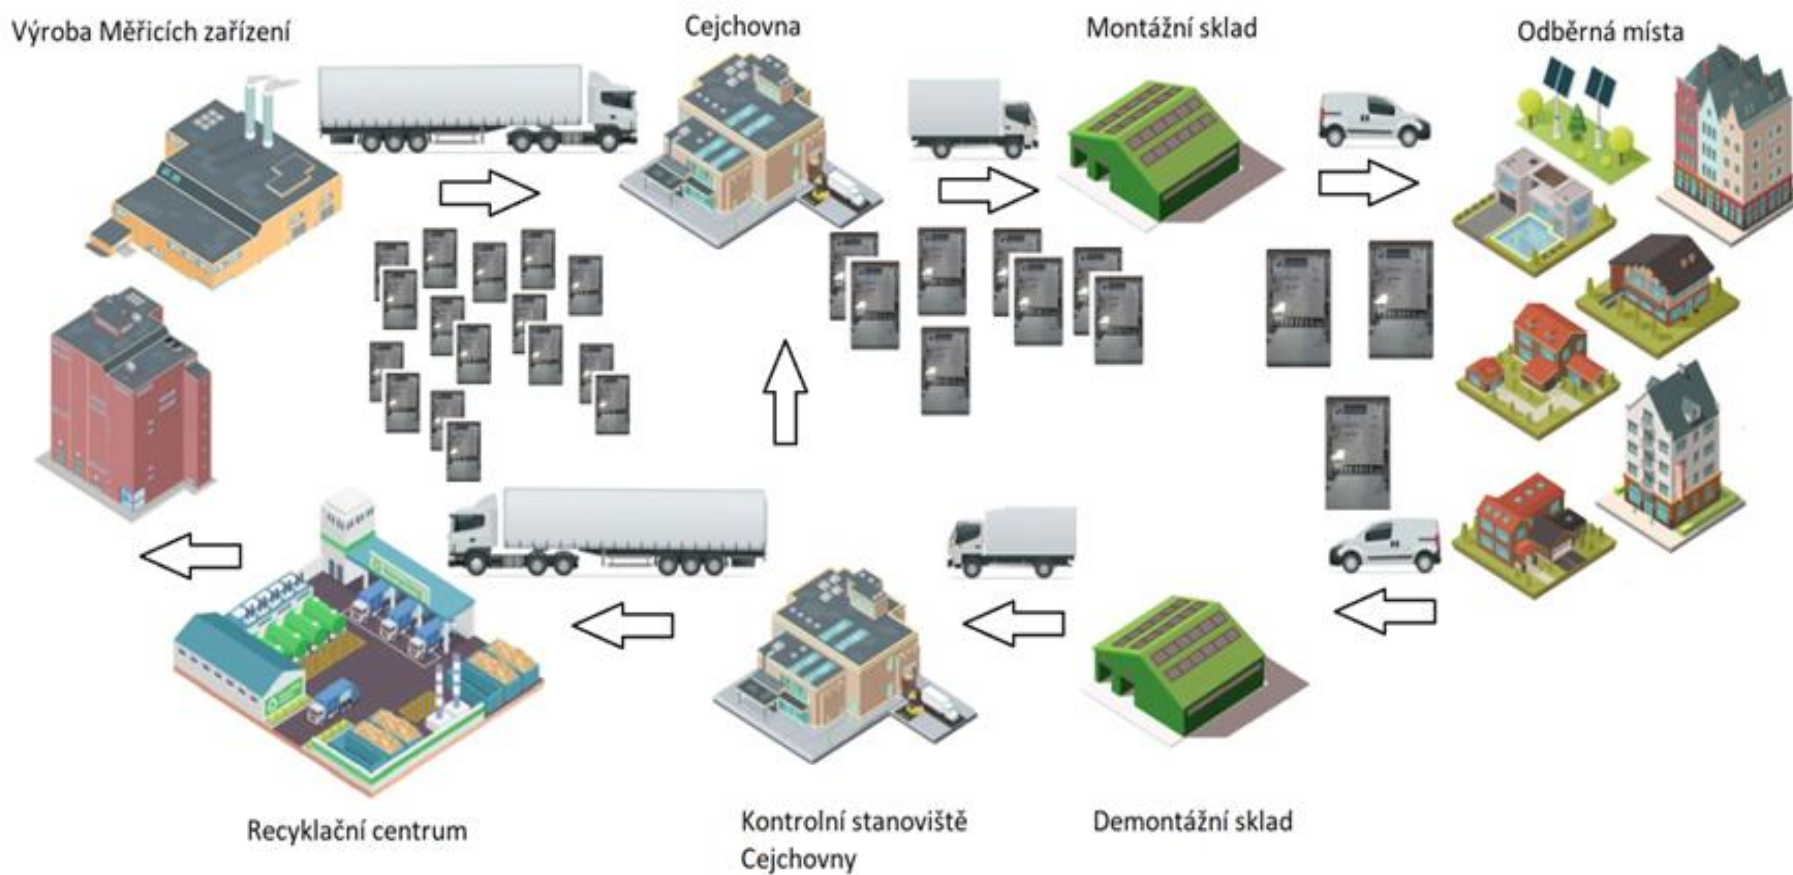 Výroba Měřicích zařízení
Cejchovna
Montážní sklad
Odběrná místa
Recyklační centrum
Kontrolní stanoviště
Cejchovny
Demontážní sklad